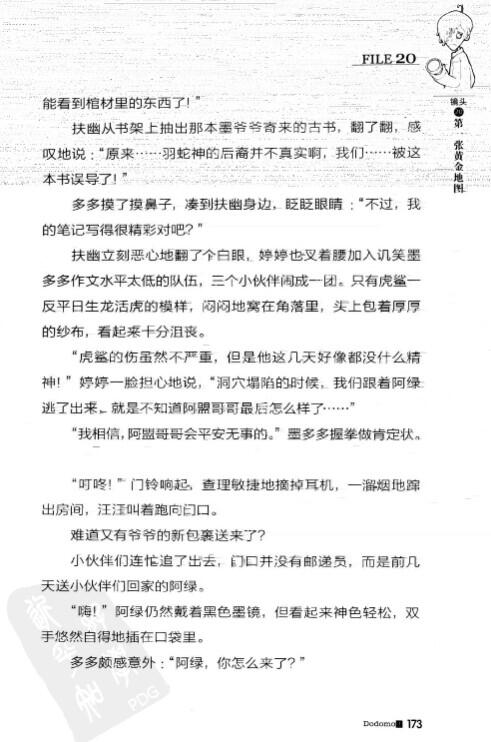 FILE 20
镜头
20
第一张黄金地图
能看到棺材里的东西了！”
扶幽从书架上抽出那本墨爷爷寄来的古书，翻了翻，感
叹地说：“原来……羽蛇神的后裔并不真实啊，我们……被这
本书误导了！”
多多摸了摸鼻子，凑到扶幽身边，眨眨眼睛：“不过，我
的笔记写得很精彩对吧？”
扶幽立刻恶心地翻了个白眼，婷婷也叉着腰加入讥笑墨
多多作文水平太低的队伍，三个小伙伴闹成一团。只有虎鲨一
反平日生龙活虎的模样，闷闷地窝在角落里，头上包着厚厚
的纱布，看起来十分沮丧。
“虎鲨的伤虽然不严重，但是他这几天好像都没什么精
神！”婷婷一脸担心地说，“洞穴塌陷的时候，我们跟着阿绿
逃了出来，就是不知道阿盟哥哥最后怎么样了……”
“我相信，阿盟哥哥会平安无事的。”墨多多握拳做肯定状。
“叮咚！”门铃响起，查理敏捷地摘掉耳机，一溜烟地蹿
出房间，汪汪叫着跑向门口。
难道又有爷爷的新包裹送来了？
小伙伴们连忙追了出去，门口并没有邮递员，而是前几
天送小伙伴们回家的阿绿。
“嗨！”阿绿仍然戴着黑色墨镜，但看起来神色轻松，双
手悠然自得地插在口袋里。
多多颇感意外：“阿绿，你怎么来了？”
PDG
Dodomo 173